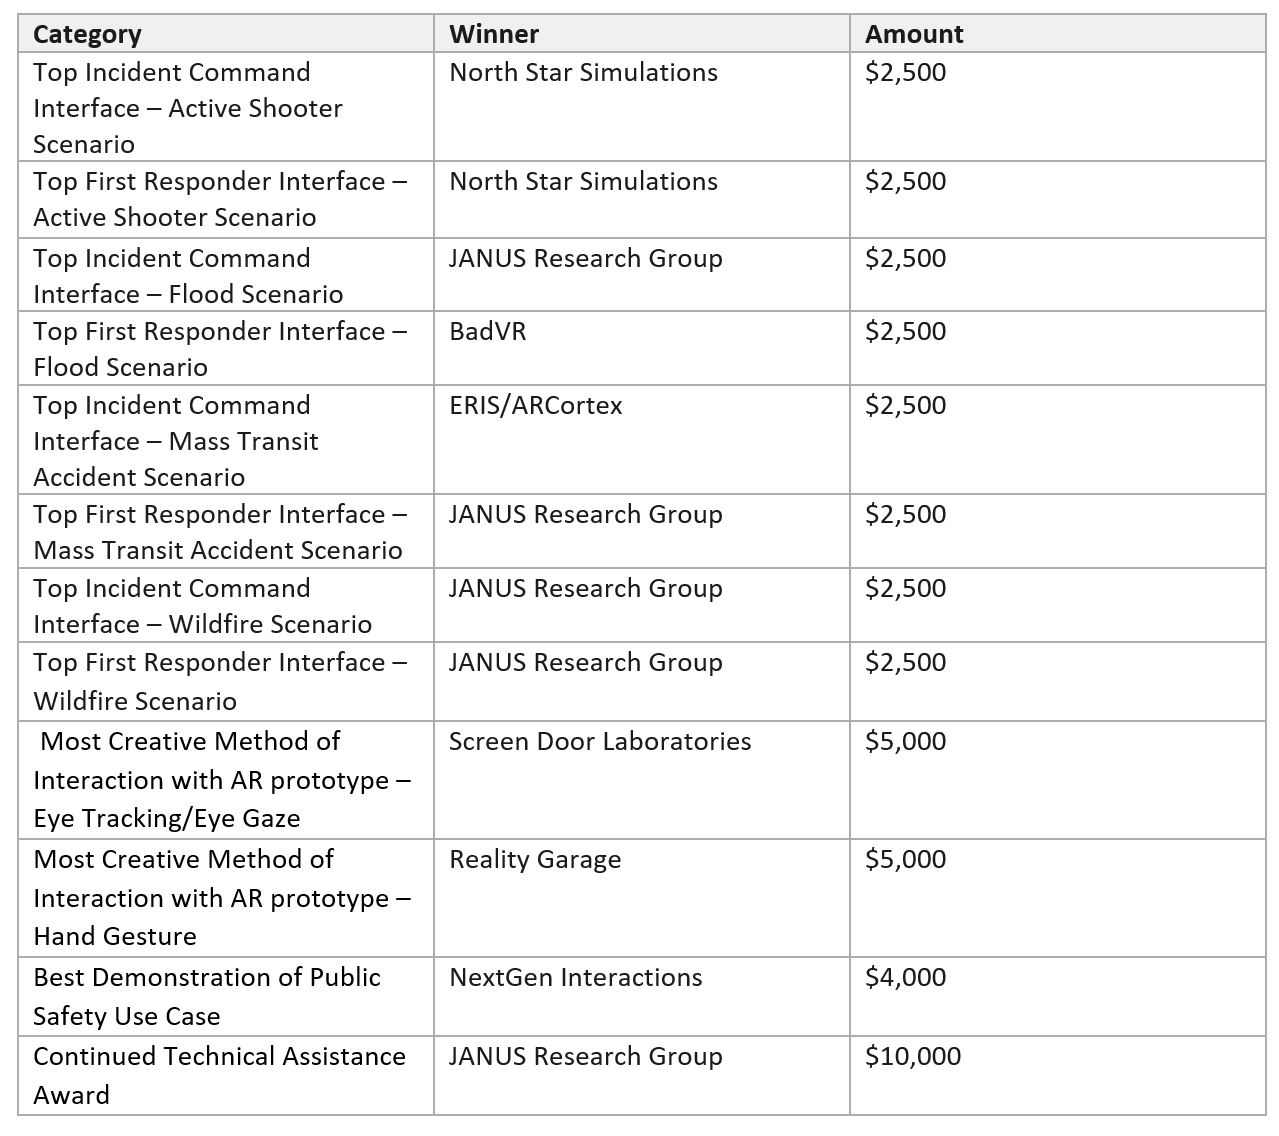 Category Winner Amount
Top Incident Command North Star Simulations $2,500
Interface – Active Shooter
Scenario
Top First Responder Interface – North Star Simulations $2,500
Active Shooter Scenario
Top Incident Command JANUS Research Group $2,500
Interface – Flood Scenario
Top First Responder Interface – BadVR $2,500
Flood Scenario
Top Incident Command ERIS/ARCortex $2,500
Interface – Mass Transit
Accident Scenario
Top First Responder Interface – JANUS Research Group $2,500
Mass Transit Accident Scenario
Top Incident Command JANUS Research Group $2,500
Interface – Wildfire Scenario
Top First Responder Interface – JANUS Research Group $2,500
Wildfire Scenario
Most Creative Method of Screen Door Laboratories $5,000
Interaction with AR prototype –
Eye Tracking/Eye Gaze
Most Creative Method of Reality Garage $5,000
Interaction with AR prototype –
Hand Gesture
Best Demonstration of Public NextGen Interactions $4,000
Safety Use Case
Continued Technical Assistance JANUS Research Group $10,000
Award